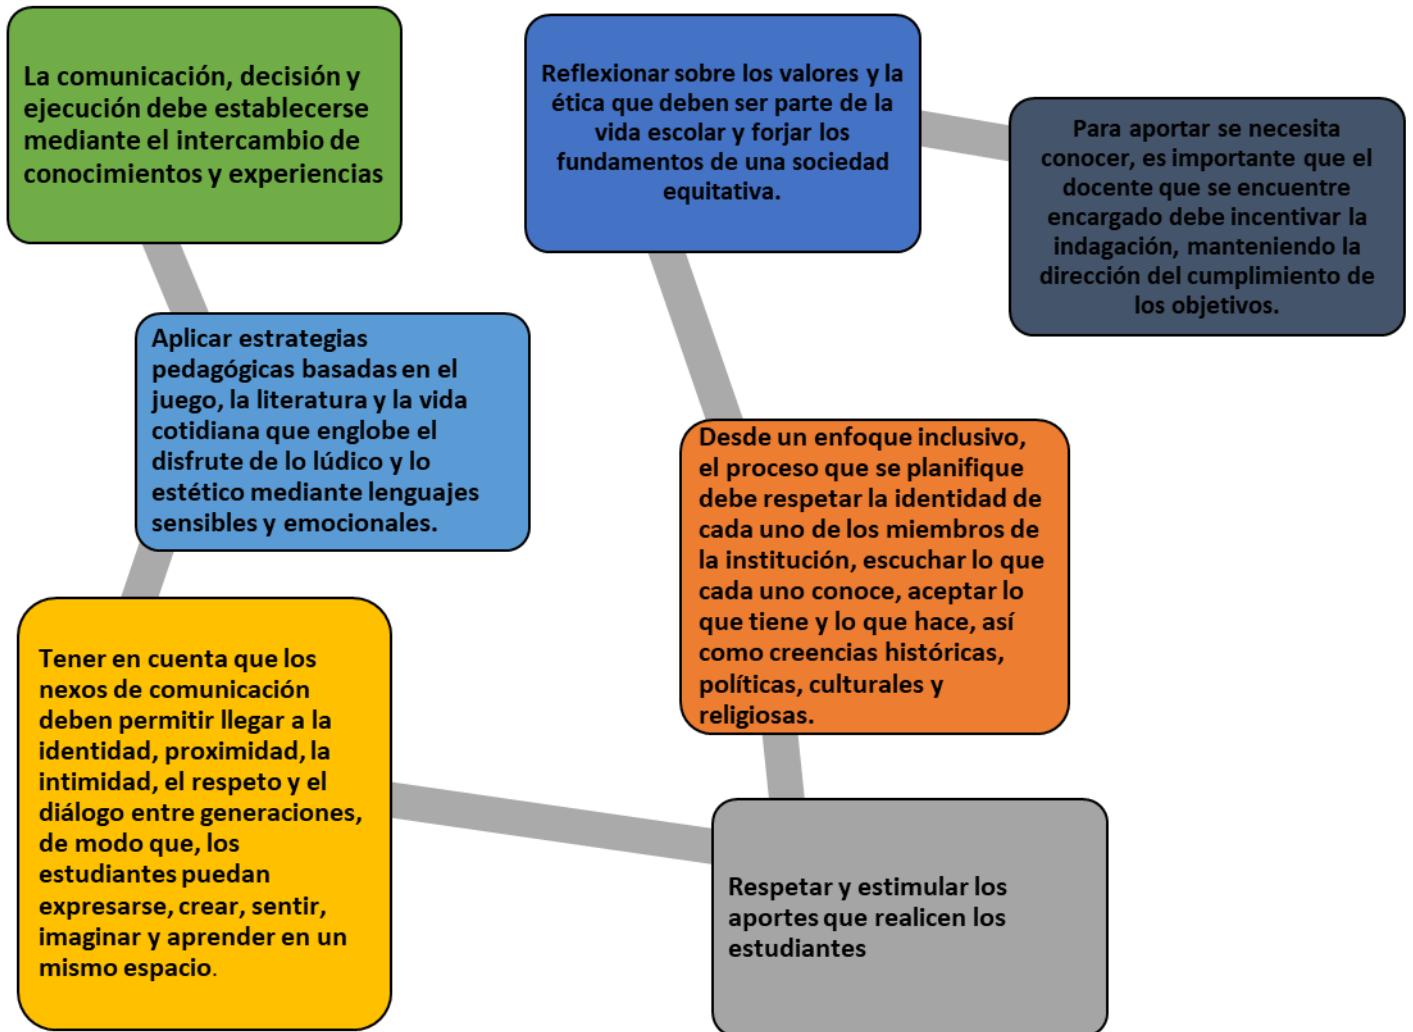 La comunicación, decisión y
ejecución debe establecerse
mediante el intercambio de
conocimientos y experiencias
Aplicar estrategias
pedagógicas basadas en el
juego, la literatura y la vida
cotidiana que englobe el
disfrute de lo lúdico y lo
estético mediante lenguajes
sensibles y emocionales.
Tener en cuenta que los
nexos de comunicación
deben permitir llegar a la
identidad, proximidad, la
intimidad, el respeto y el
diálogo entre generaciones,
de modo que, los
estudiantes puedan
expresarse, crear, sentir,
imaginar y aprender en un
mismo espacio.
Respetar y estimular los
aportes que realicen los
estudiantes
Desde un enfoque inclusivo,
el proceso que se planifique
debe respetar la identidad de
cada uno de los miembros de
la institución, escuchar lo que
cada uno conoce, aceptar lo
que tiene y lo que hace, así
como creencias históricas,
políticas, culturales y
religiosas.
Reflexionar sobre los valores y la
ética que deben ser parte de la
vida escolar y forjar los
fundamentos de una sociedad
equitativa.
Para aportar se necesita
conocer, es importante que el
docente que se encuentre
encargado debe incentivar la
indagación, manteniendo la
dirección del cumplimiento de
los objetivos.